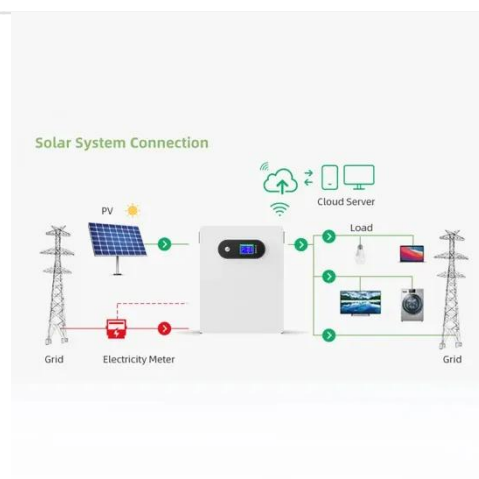 Solar System Connection
Cloud Server
PV
Load
Grid
Electricity Meter
Grid